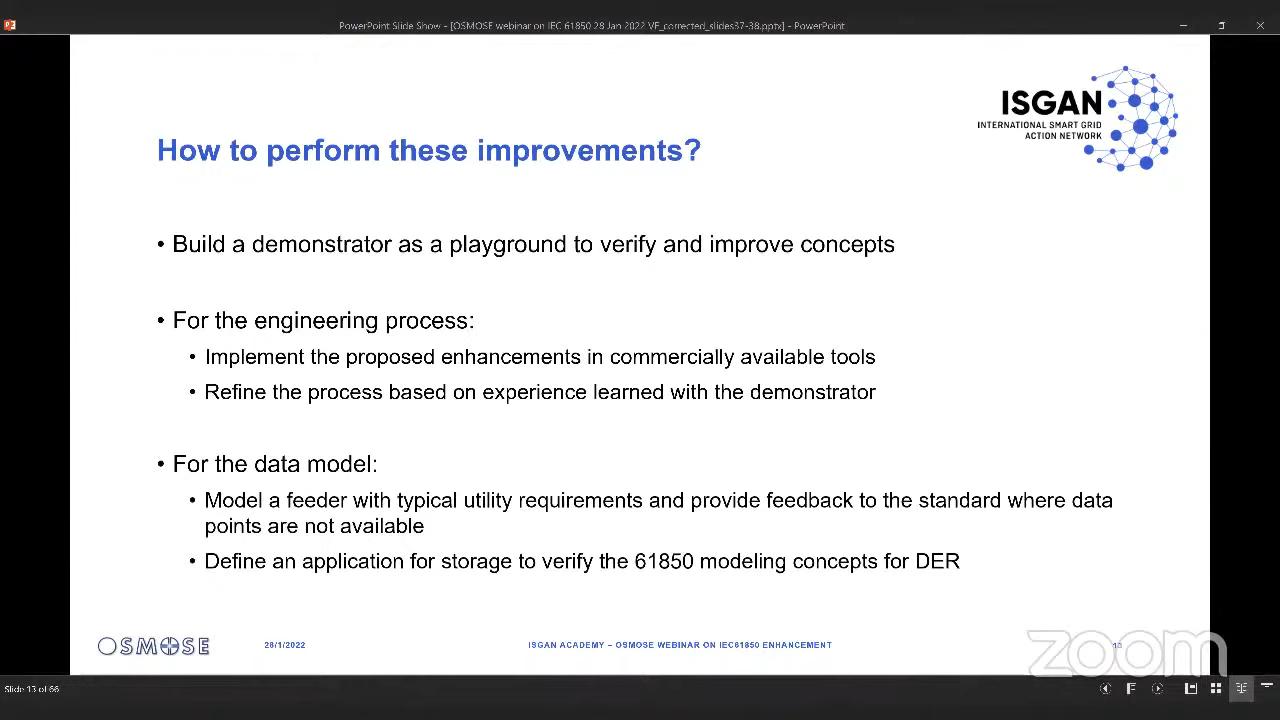 PowerPoint Slide Show - [OSMOSE webinar on IEC 61850 28 Jan 2022 VF_corrected_slides37-38.pptx] - PowerPoint
ISGAN
INTERNATIONAL SMART GRID
ACTION NETWORK
How to perform these improvements?
• Build a demonstrator as a playground to verify and improve concepts
• For the engineering process:
• Implement the proposed enhancements in commercially available tools
• Refine the process based on experience learned with the demonstrator
• For the data model:
• Model a feeder with typical utility requirements and provide feedback to the standard where data
points are not available
• Define an application for storage to verify the 61850 modeling concepts for DER
OSMOSE
28/1/2022
ISGAN ACADEMY – OSMOSE WEBINAR ON IEC61850 ENHANCEMENT
13
zoom
Slide 13 of 66